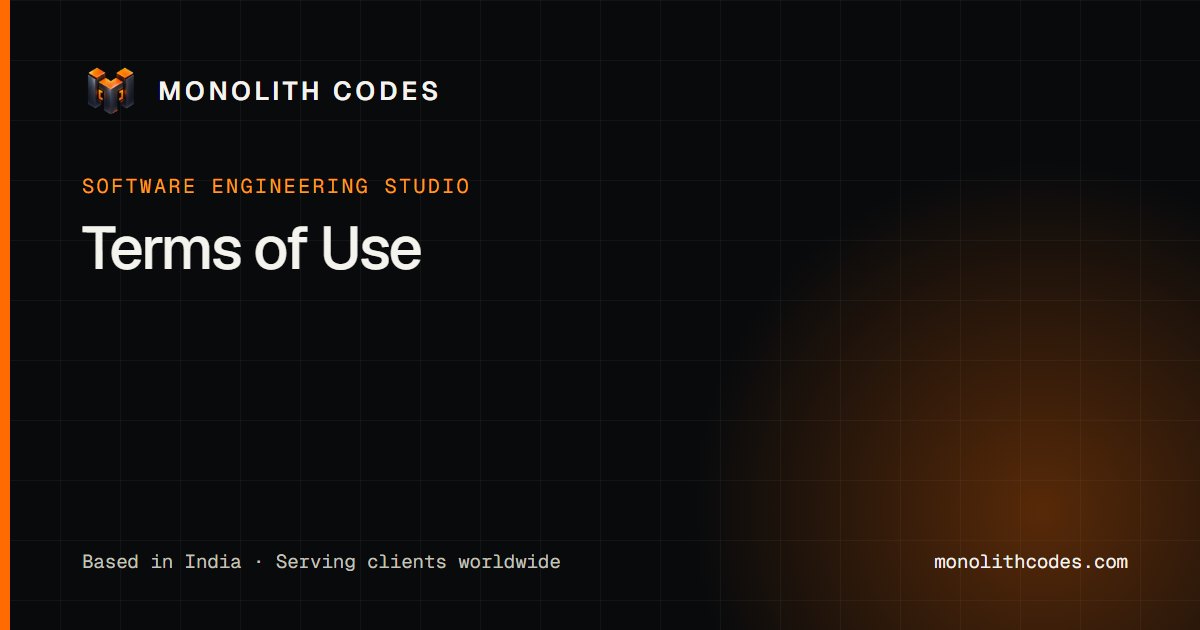 MONOLITH CODES
SOFTWARE ENGINEERING STUDIO
Terms of Use
Based in India · Serving clients worldwide
monolithcodes.com